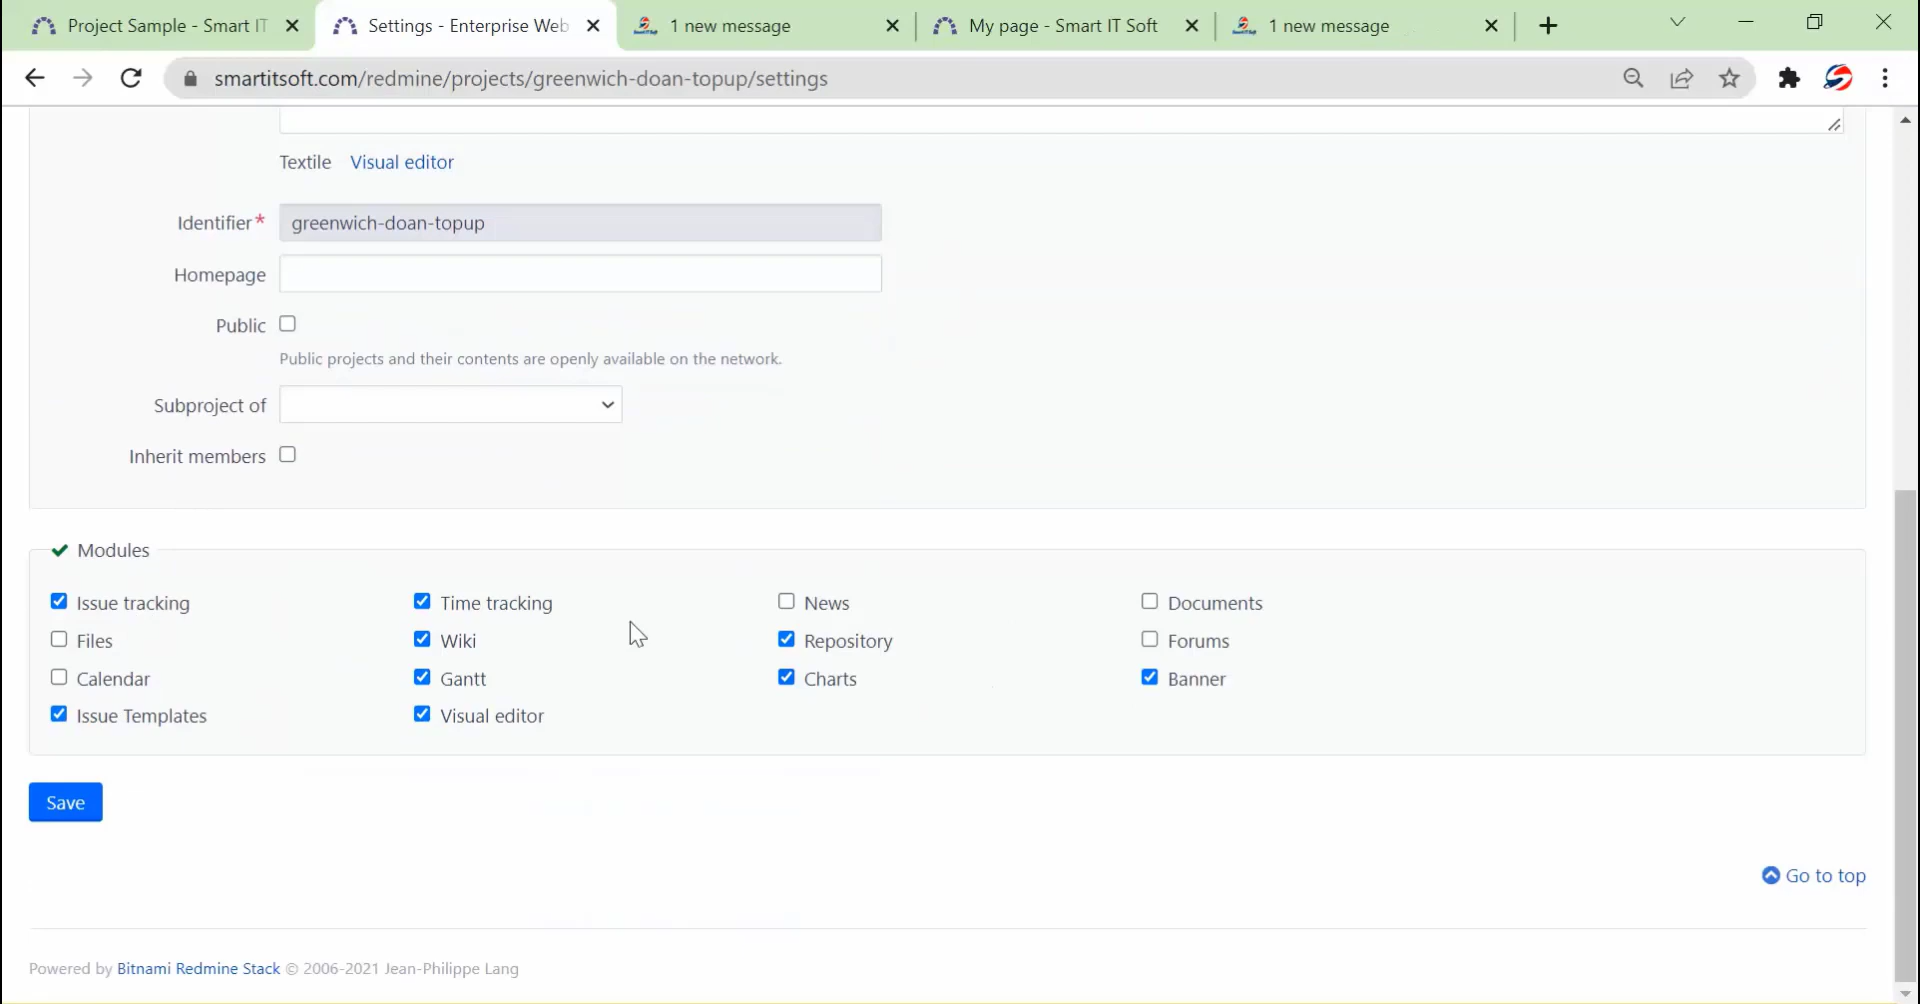 Project Sample - Smart IT
Settings - Enterprise Web
1 new message
My page - Smart IT Soft
1 new message
smartitsoft.com/redmine/projects/greenwich-doan-topup/settings
Textile Visual editor
Identifier* greenwich-doan-topup
Homepage
Public
Public projects and their contents are openly available on the network.
Subproject of
Inherit members
Modules
Issue tracking Time tracking News Documents
Files Wiki Repository Forums
Calendar Gantt Charts Banner
Issue Templates Visual editor
Save
Go to top
Powered by Bitnami Redmine Stack © 2006-2021 Jean-Philippe Lang